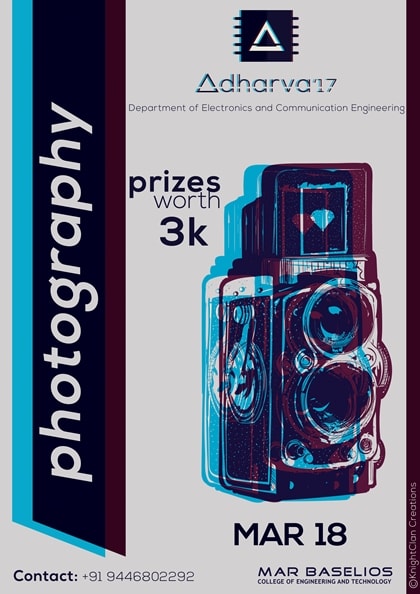 Adharva'17
Department of Electronics and Communication Engineering
photography
prizes
worth
3k
MAR 18
Contact: +91 9446802292
MAR BASELIOS
COLLEGE OF ENGINEERING AND TECHNOLOGY
©KnightClan Creations